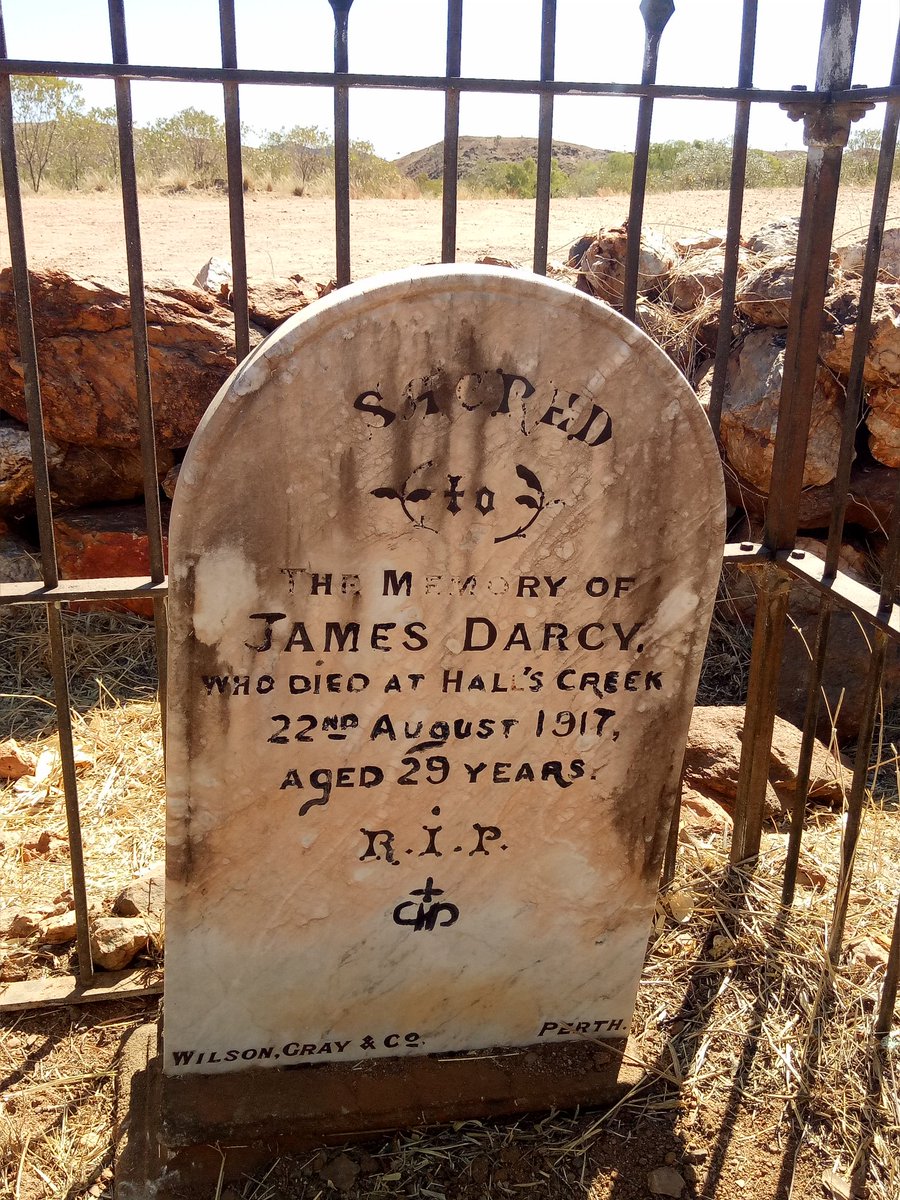 SACRED
to
THE MEMORY OF
JAMES DARCY,
WHO DIED AT HALL'S CREEK
22ND AUGUST 1917,
AGED 29 YEARS.
R.I.P.
IHS
WILSON, GRAY & CO. PERTH.